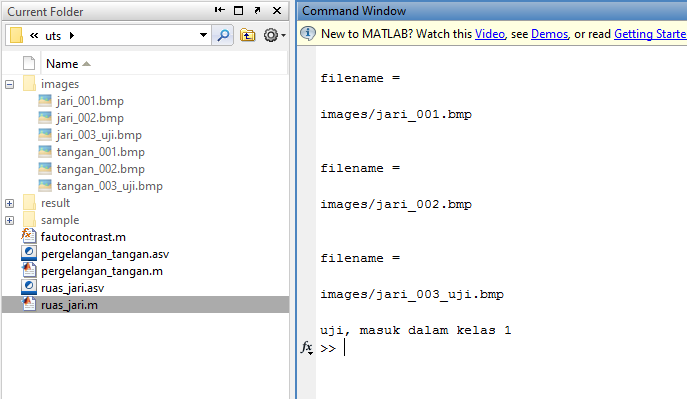 Current Folder
« uts ▸
Name
images
jari_001.bmp
jari_002.bmp
jari_003_uji.bmp
tangan_001.bmp
tangan_002.bmp
tangan_003_uji.bmp
result
sample
fautocontrast.m
pergelangan_tangan.asv
pergelangan_tangan.m
ruas_jari.asv
ruas_jari.m
Command Window
New to MATLAB? Watch this Video, see Demos, or read Getting Starte
filename =
images/jari_001.bmp
filename =
images/jari_002.bmp
filename =
images/jari_003_uji.bmp
uji, masuk dalam kelas 1
fx >>